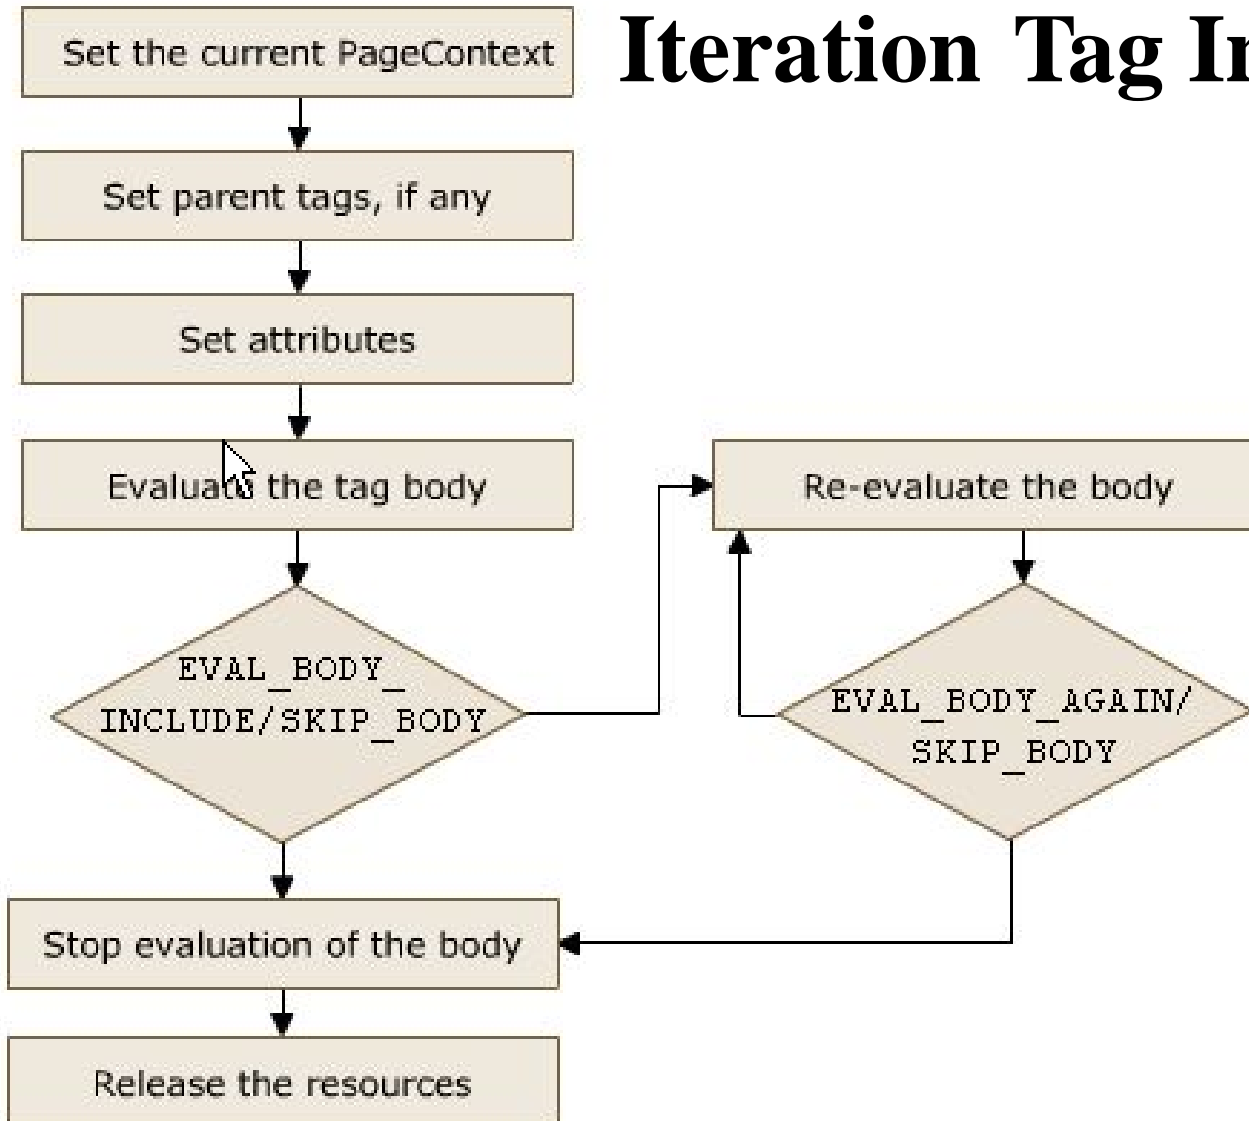 Iteration Tag
Set the current PageContext
Set parent tags, if any
Set attributes
Evaluate the tag body
Re-evaluate the body
EVAL_BODY_
INCLUDE/SKIP_BODY
EVAL_BODY_AGAIN/
SKIP_BODY
Stop evaluation of the body
Release the resources